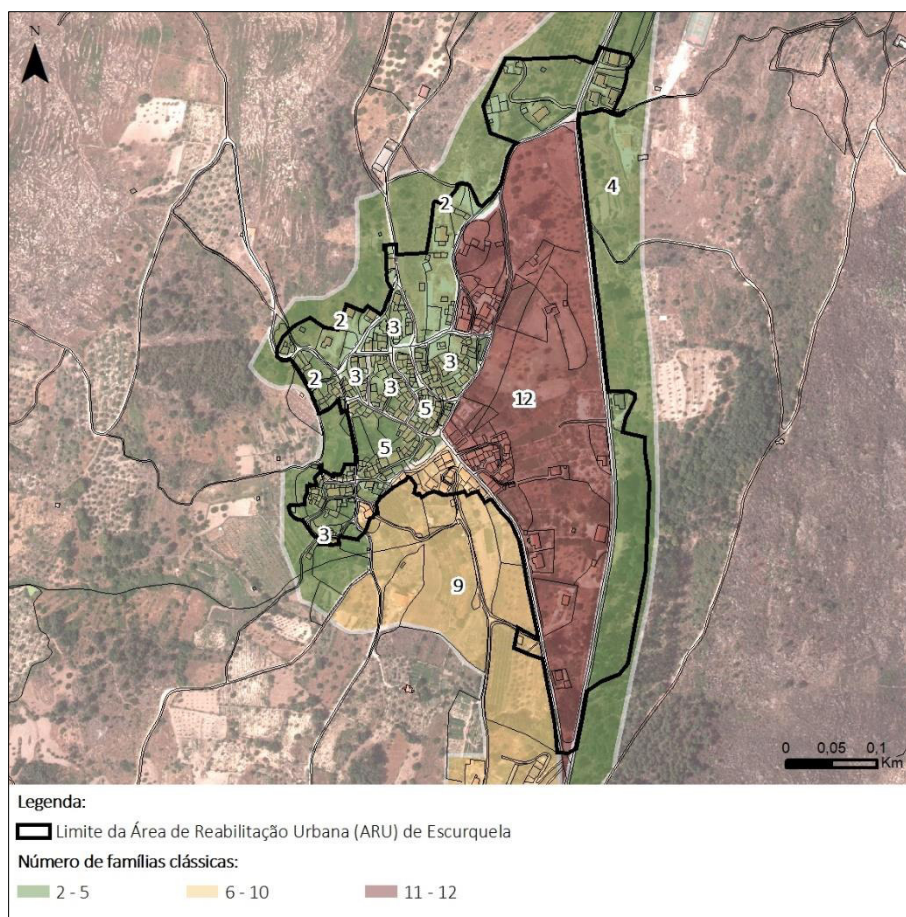 N
4
2
2
3
3
2
3
3
12
5
5
3
9
0 0,05 0,1
Km
Legenda:
Limite da Área de Reabilitação Urbana (ARU) de Escurquela
Número de famílias clássicas:
2 - 5 6 - 10 11 - 12